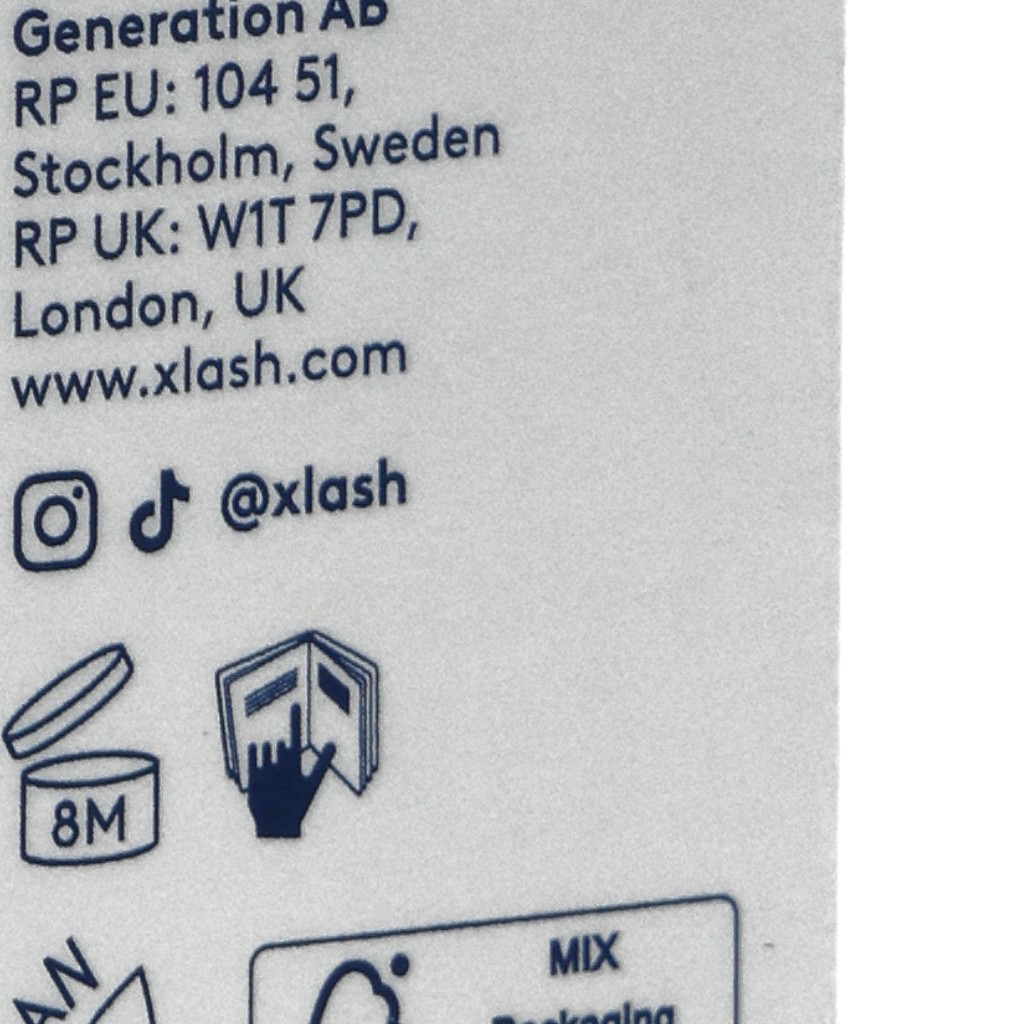 Generation AB
RP EU: 104 51,
Stockholm, Sweden
RP UK: W1T 7PD,
London, UK
www.xlash.com
@xlash
8M
MIX
Packaging